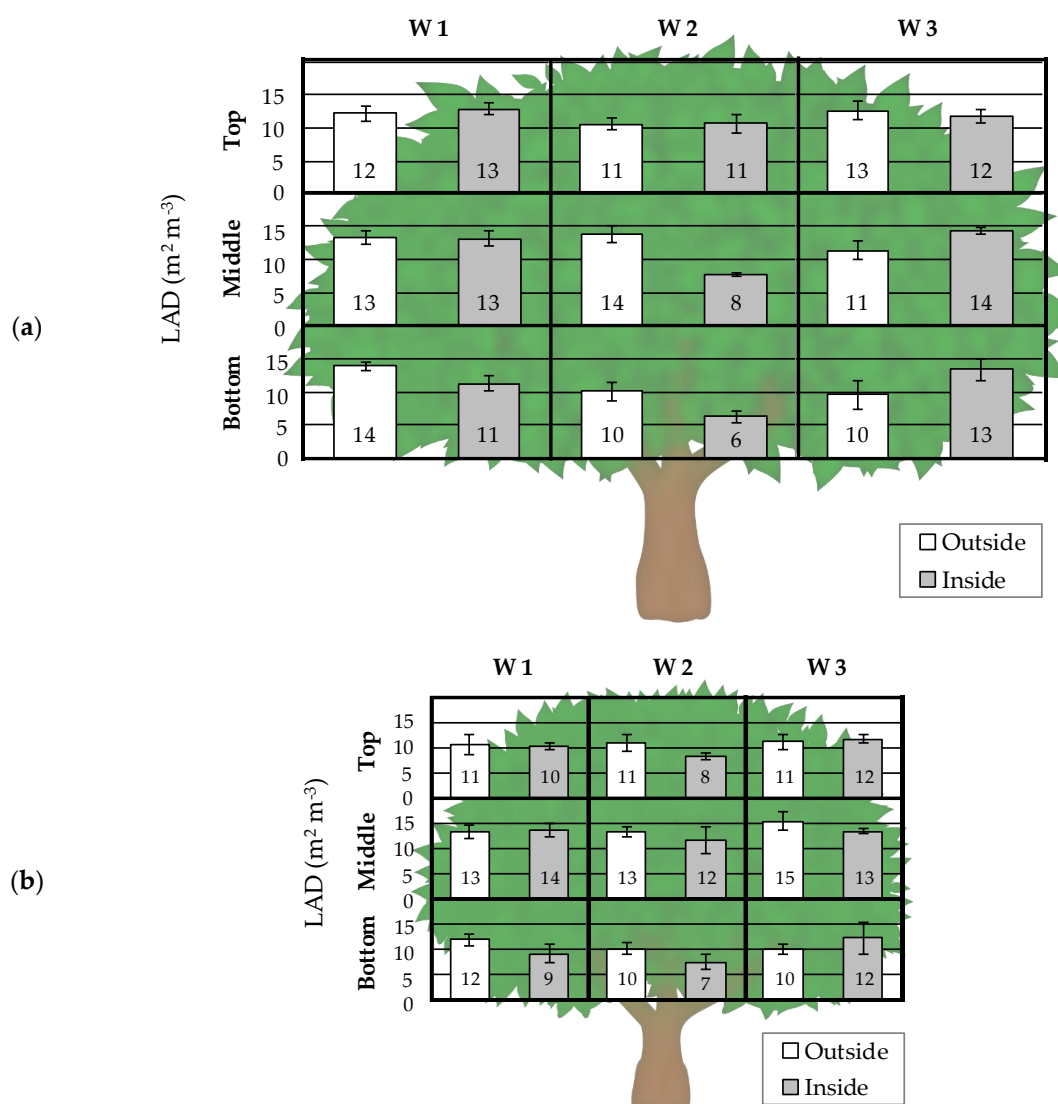 W 1 W 2 W 3
(a)
LAD (m² m⁻³)
Top
15
10
5
0
12 13 11 11 13 12
Middle
15
10
5
0
13 13 14 8 11 14
Bottom
15
10
5
0
14 11 10 6 10 13
Outside
Inside
W 1 W 2 W 3
(b)
LAD (m² m⁻³)
Top
15
10
5
0
11 10 11 8 11 12
Middle
15
10
5
0
13 14 13 12 15 13
Bottom
15
10
5
0
12 9 10 7 10 12
Outside
Inside